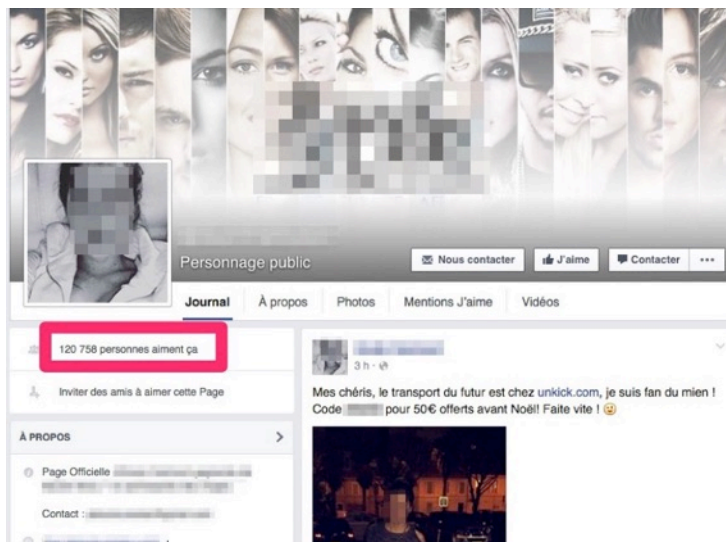 Personnage public
Nous contacter
J'aime
Contacter
Journal
À propos
Photos
Mentions J'aime
Vidéos
120 758 personnes aiment ça
Inviter des amis à aimer cette Page
À PROPOS
Page Officielle
Contact :
3 h
Mes chéris, le transport du futur est chez unkick.com, je suis fan du mien !
Code pour 50€ offerts avant Noël! Faite vite !